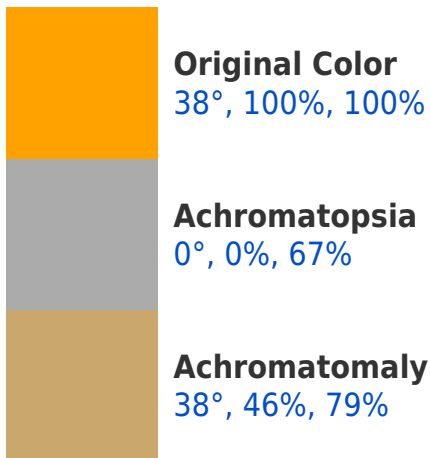 Original Color
38°, 100%, 100%
Achromatopsia
0°, 0%, 67%
Achromatomaly
38°, 46%, 79%